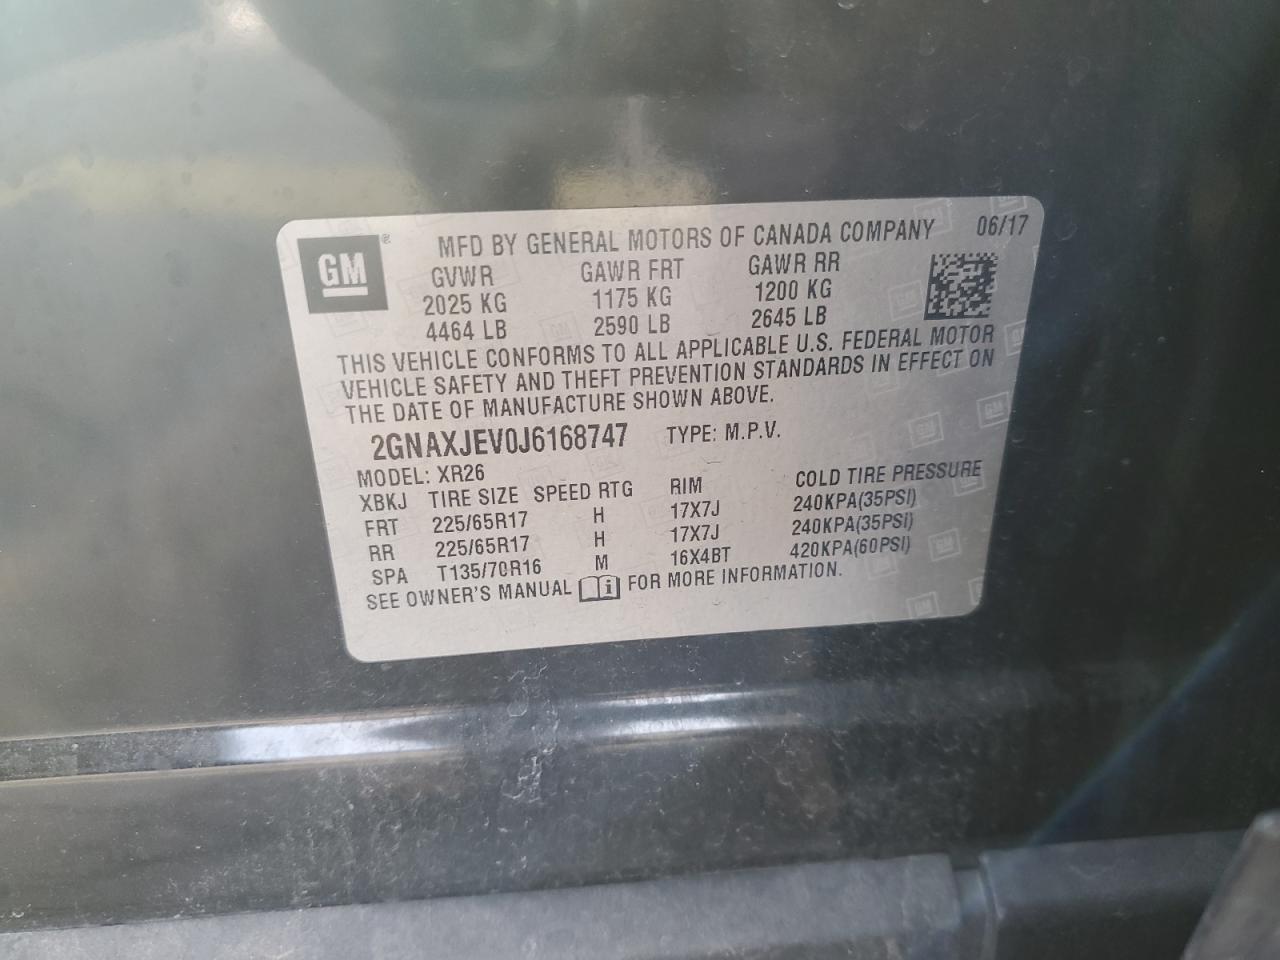 GM ®
MFD BY GENERAL MOTORS OF CANADA COMPANY 06/17
GVWR GAWR FRT GAWR RR
2025 KG 1175 KG 1200 KG
4464 LB 2590 LB 2645 LB
THIS VEHICLE CONFORMS TO ALL APPLICABLE U.S. FEDERAL MOTOR
VEHICLE SAFETY AND THEFT PREVENTION STANDARDS IN EFFECT ON
THE DATE OF MANUFACTURE SHOWN ABOVE.
2GNAXJEV0J6168747 TYPE: M.P.V.
MODEL: XR26
XBKJ TIRE SIZE SPEED RTG RIM COLD TIRE PRESSURE
FRT 225/65R17 H 17X7J 240KPA(35PSI)
RR 225/65R17 H 17X7J 240KPA(35PSI)
SPA T135/70R16 M 16X4BT 420KPA(60PSI)
SEE OWNER'S MANUAL i FOR MORE INFORMATION.